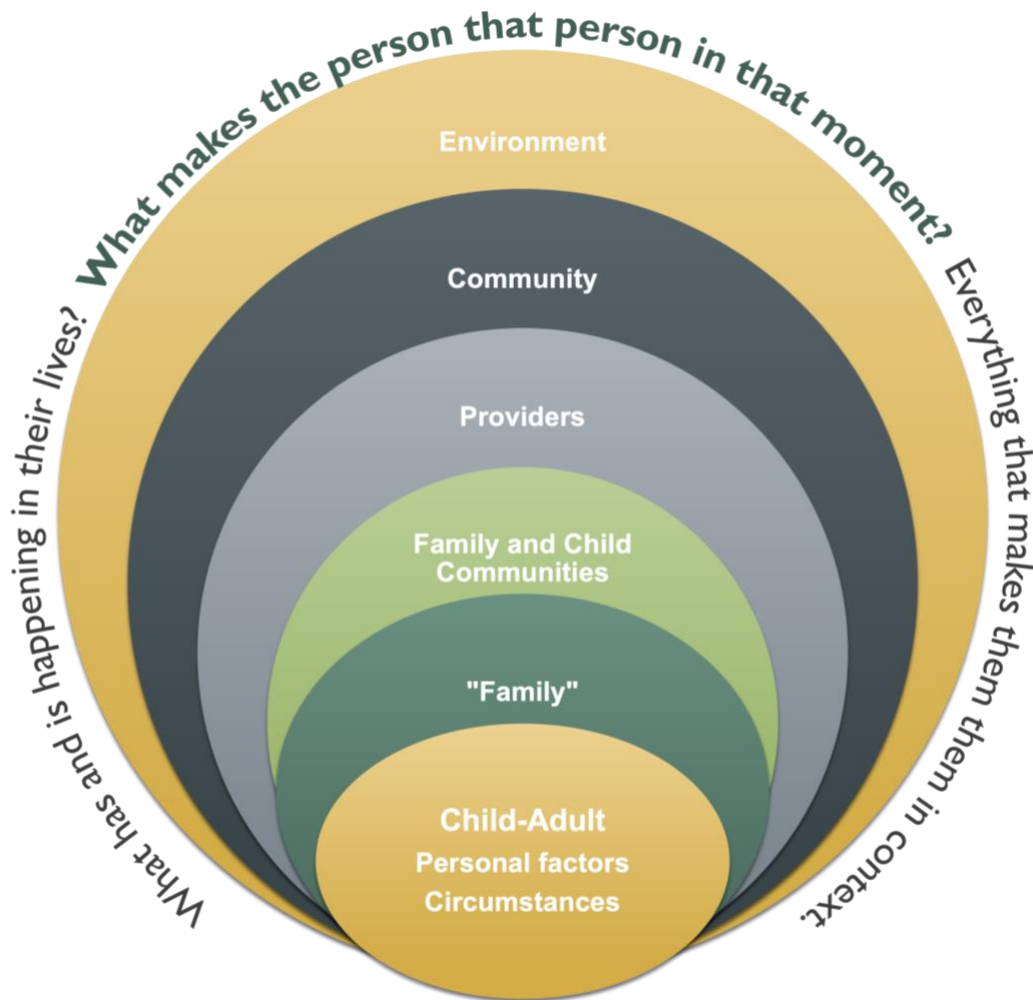 What has and is happening in their lives?
What makes the person that person in that moment?
Everything that makes them them in context.
Environment
Community
Providers
Family and Child
Communities
"Family"
Child-Adult
Personal factors
Circumstances